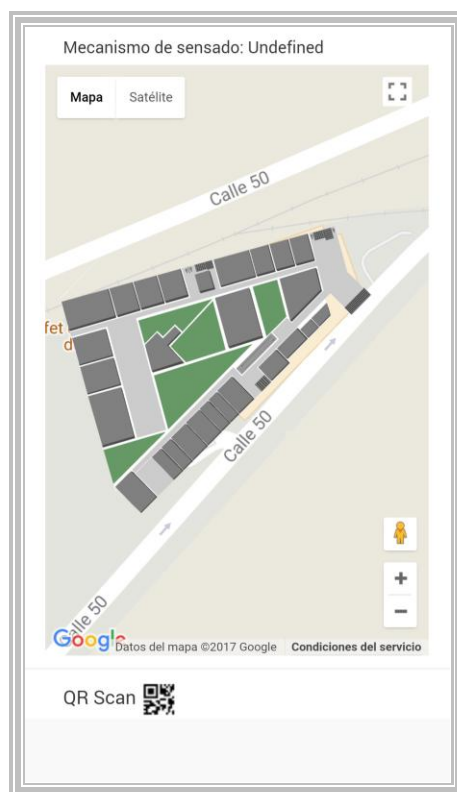 Mecanismo de sensado: Undefined
Mapa Satélite
Calle 50
fet
d
Calle 50
alle 50
Google
Datos del mapa ©2017 Google Condiciones del servicio
QR Scan